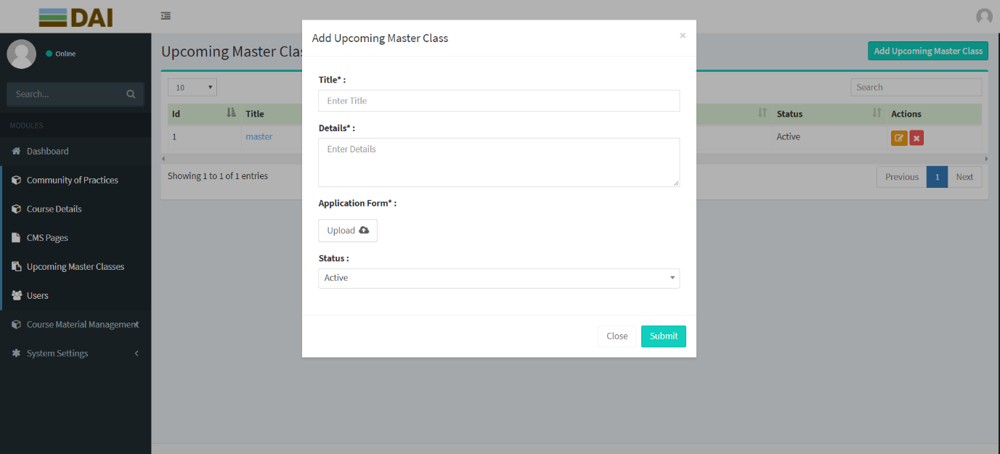 DAI
Online
Search...
MODULES
Dashboard
Community of Practices
Course Details
CMS Pages
Upcoming Master Classes
Users
Course Material Management
System Settings
Upcoming Master Clas
Add Upcoming Master Class
10
Search
Id Title Status Actions
1 master Active
Showing 1 to 1 of 1 entries
Previous 1 Next
Add Upcoming Master Class ×
Title* :
Enter Title
Details* :
Enter Details
Application Form* :
Upload
Status :
Active
Close Submit